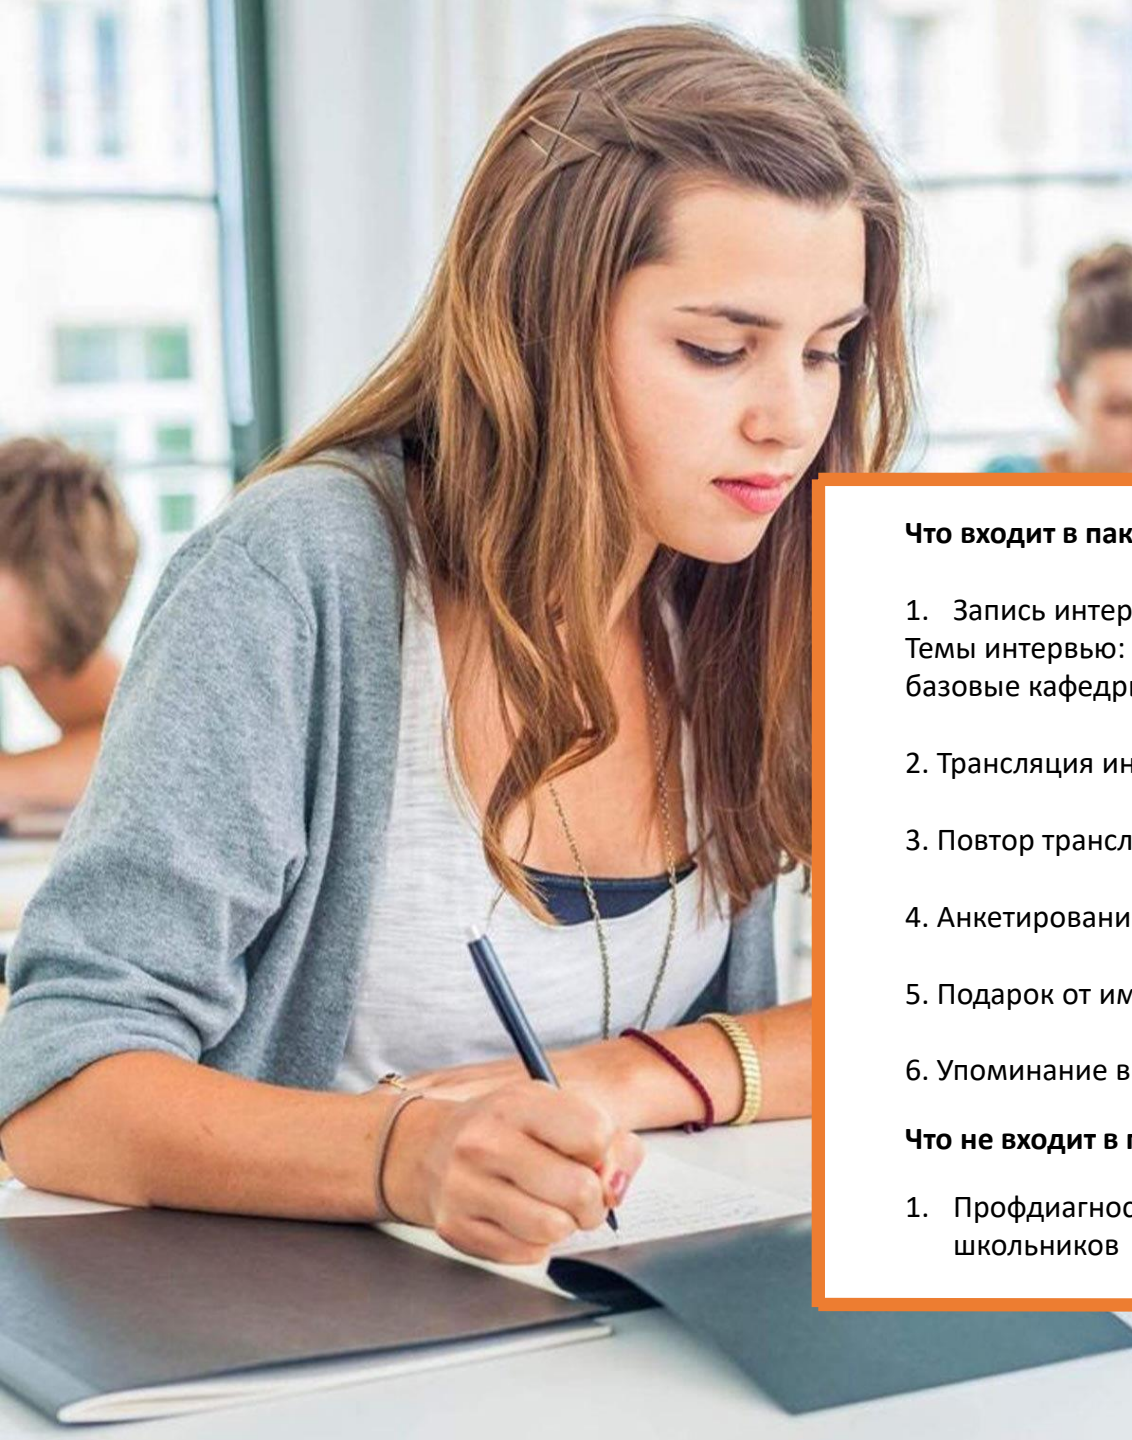 Что входит в пак
1. Запись интер
Темы интервью:
базовые кафедр
2. Трансляция ин
3. Повтор трансл
4. Анкетировани
5. Подарок от им
6. Упоминание в
Что не входит в п
1. Профдиагнос
школьников